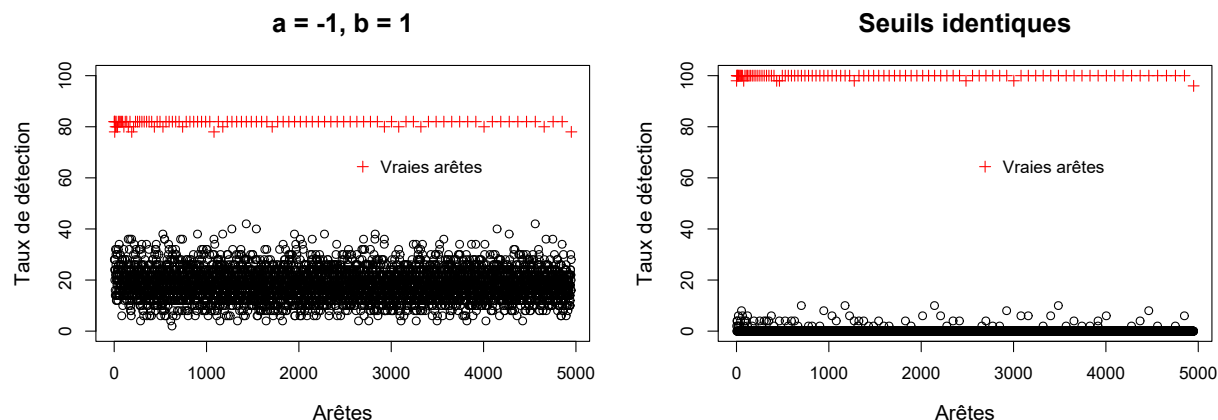 a = -1, b = 1
Taux de détection
100
80
60
40
20
0
Vraies arêtes
0 1000 2000 3000 4000 5000
Arêtes
Seuils identiques
Taux de détection
100
80
60
40
20
0
Vraies arêtes
0 1000 2000 3000 4000 5000
Arêtes